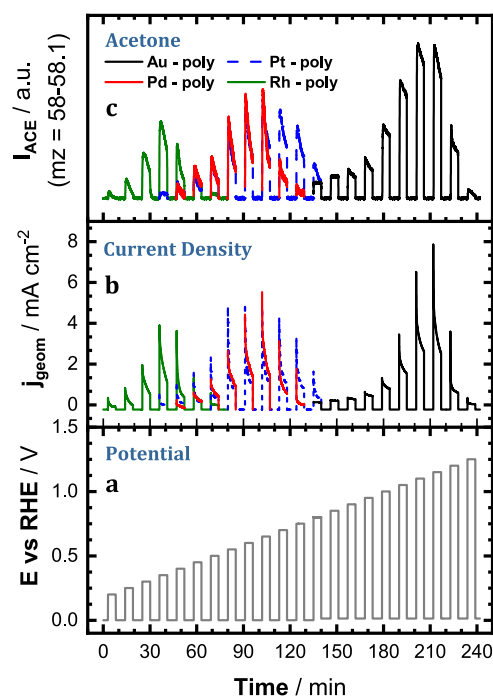 Acetone
Au - poly Pt - poly
Pd - poly Rh - poly
c
I_ACE / a.u.
(mz = 58-58.1)
Current Density
b
8
6
4
2
0
j_geom / mA cm⁻²
Potential
a
1.5
1.0
0.5
0.0
E vs RHE / V
0 30 60 90 120 150 180 210 240
Time / min